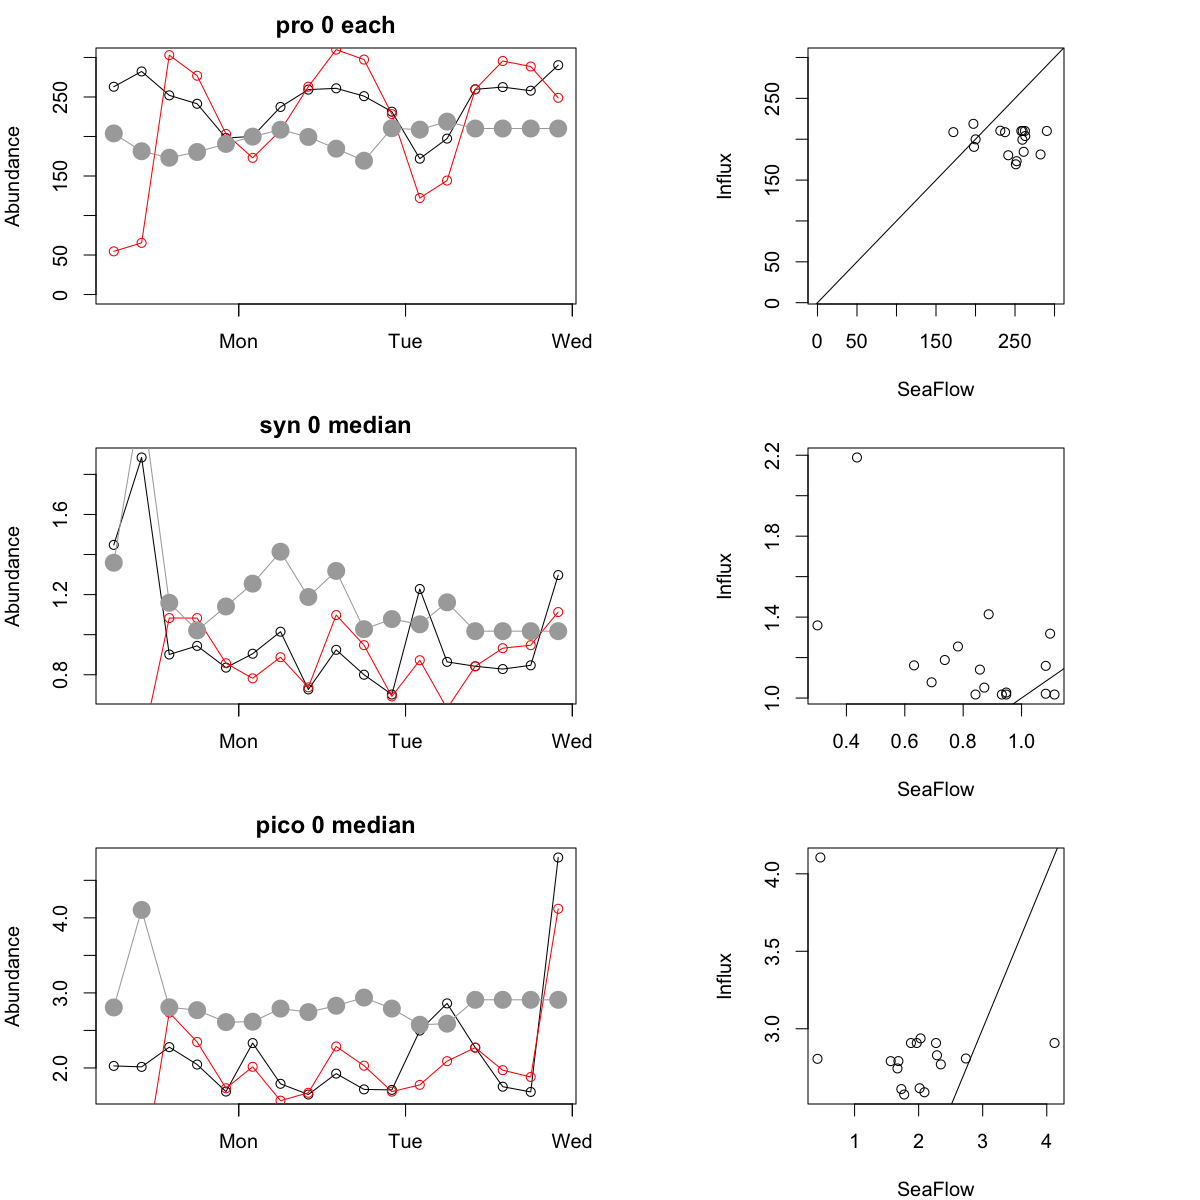 pro 0 each
Abundance
0
50
150
250
Mon
Tue
Wed
Influx
0
50
150
250
0
50
150
250
SeaFlow
syn 0 median
Abundance
0.8
1.2
1.6
Mon
Tue
Wed
Influx
1.0
1.4
1.8
2.2
0.4
0.6
0.8
1.0
SeaFlow
pico 0 median
Abundance
2.0
3.0
4.0
Mon
Tue
Wed
Influx
3.0
3.5
4.0
1
2
3
4
SeaFlow